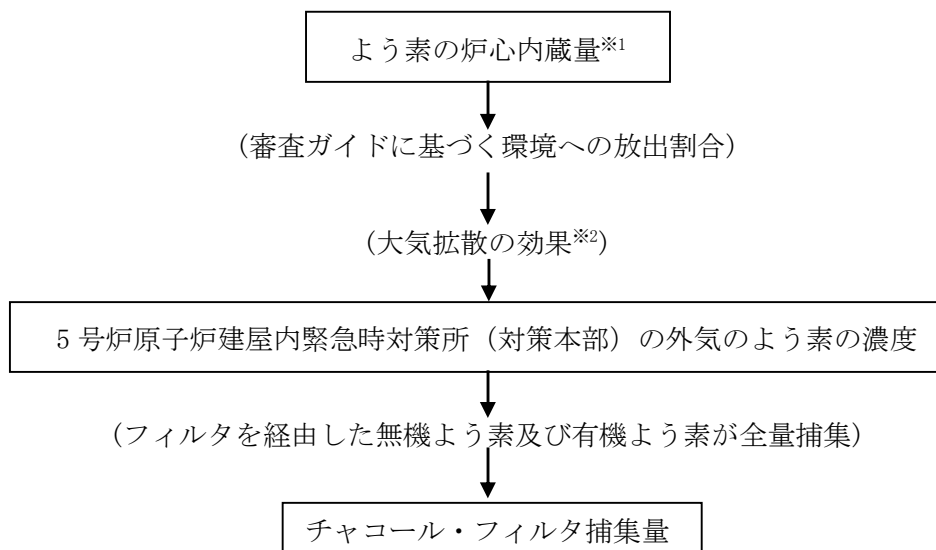 よう素の炉心内蔵量※1
(審査ガイドに基づく環境への放出割合)
(大気拡散の効果※2)
5 号炉原子炉建屋内緊急時対策所（対策本部）の外気のよう素の濃度
(フィルタを経由した無機よう素及び有機よう素が全量捕集)
チャコール・フィルタ捕集量